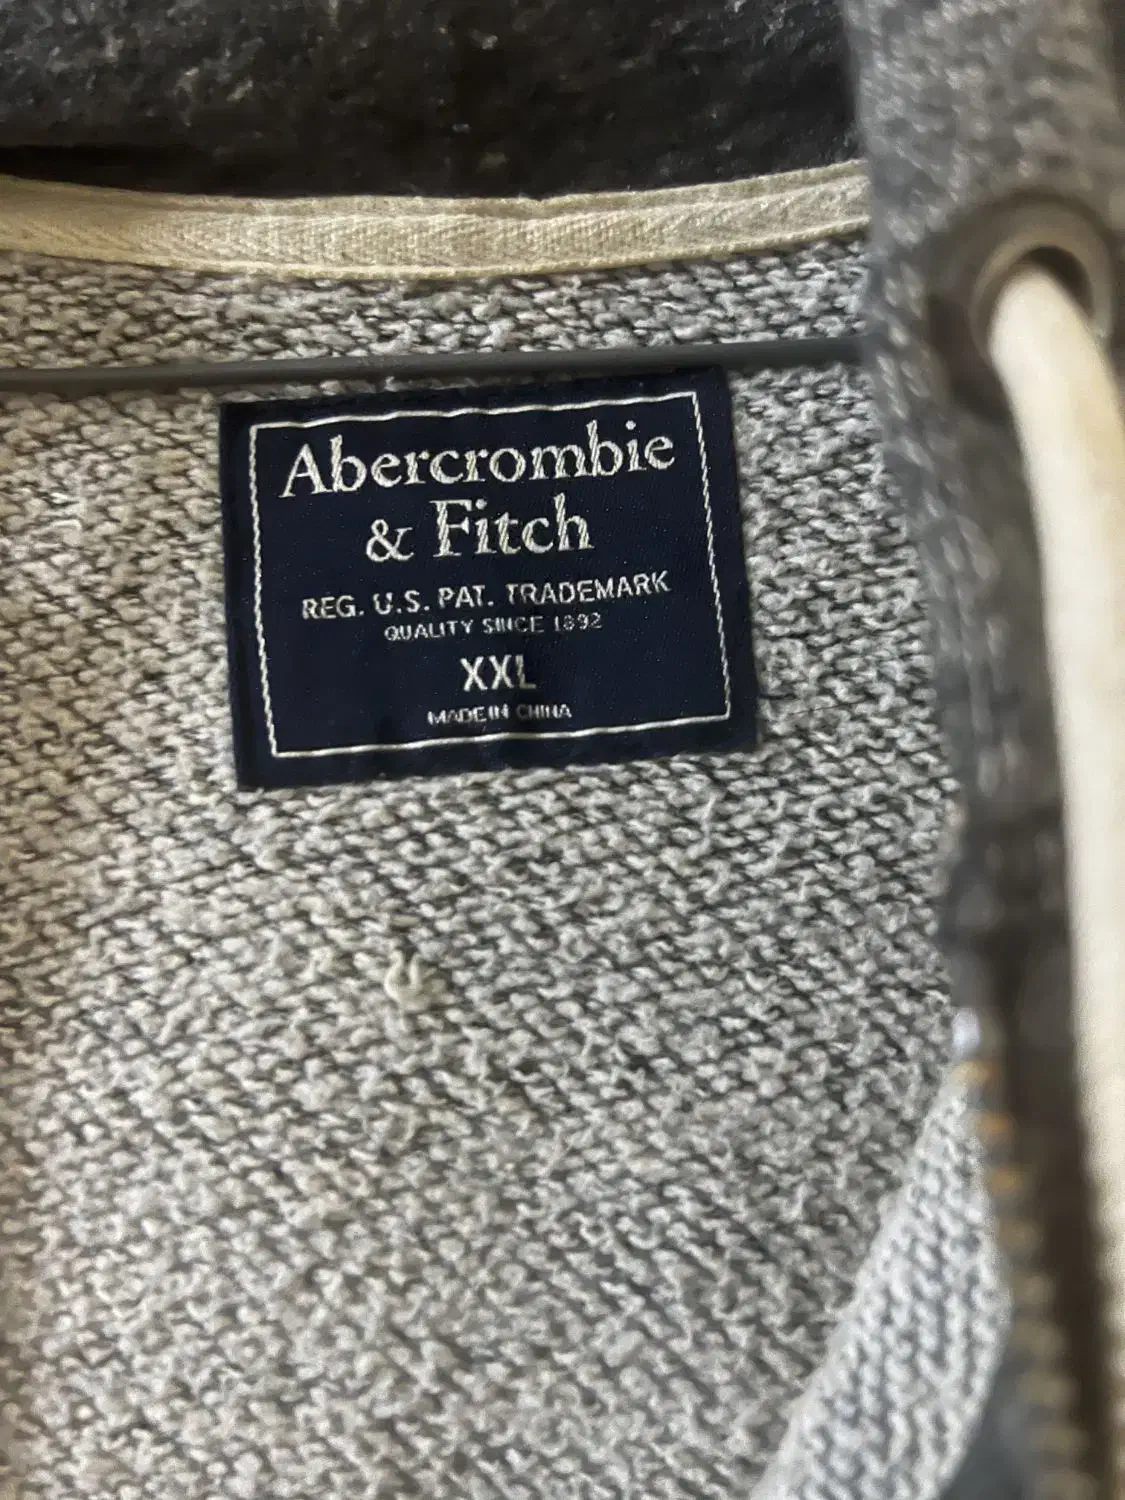 Abercrombie
& Fitch
REG. U.S. PAT. TRADEMARK
QUALITY SINCE 1892
XXL
MADE IN CHINA